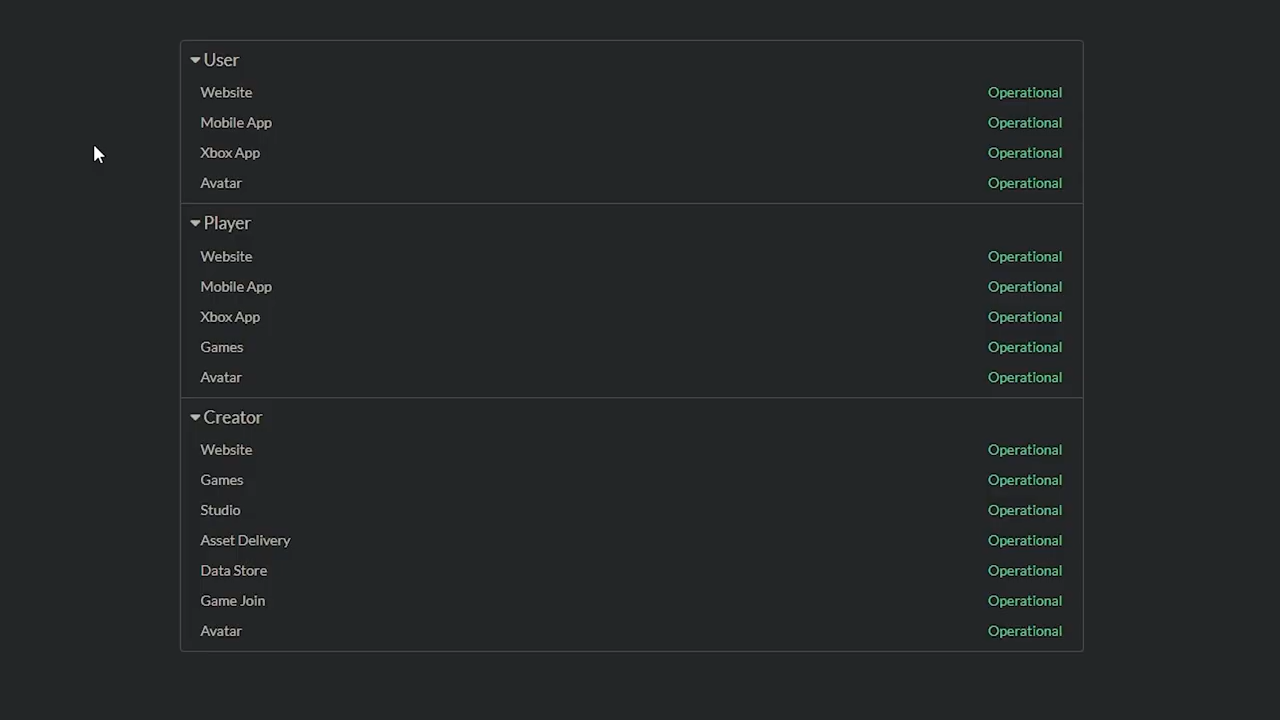 User
Website Operational
Mobile App Operational
Xbox App Operational
Avatar Operational
Player
Website Operational
Mobile App Operational
Xbox App Operational
Games Operational
Avatar Operational
Creator
Website Operational
Games Operational
Studio Operational
Asset Delivery Operational
Data Store Operational
Game Join Operational
Avatar Operational